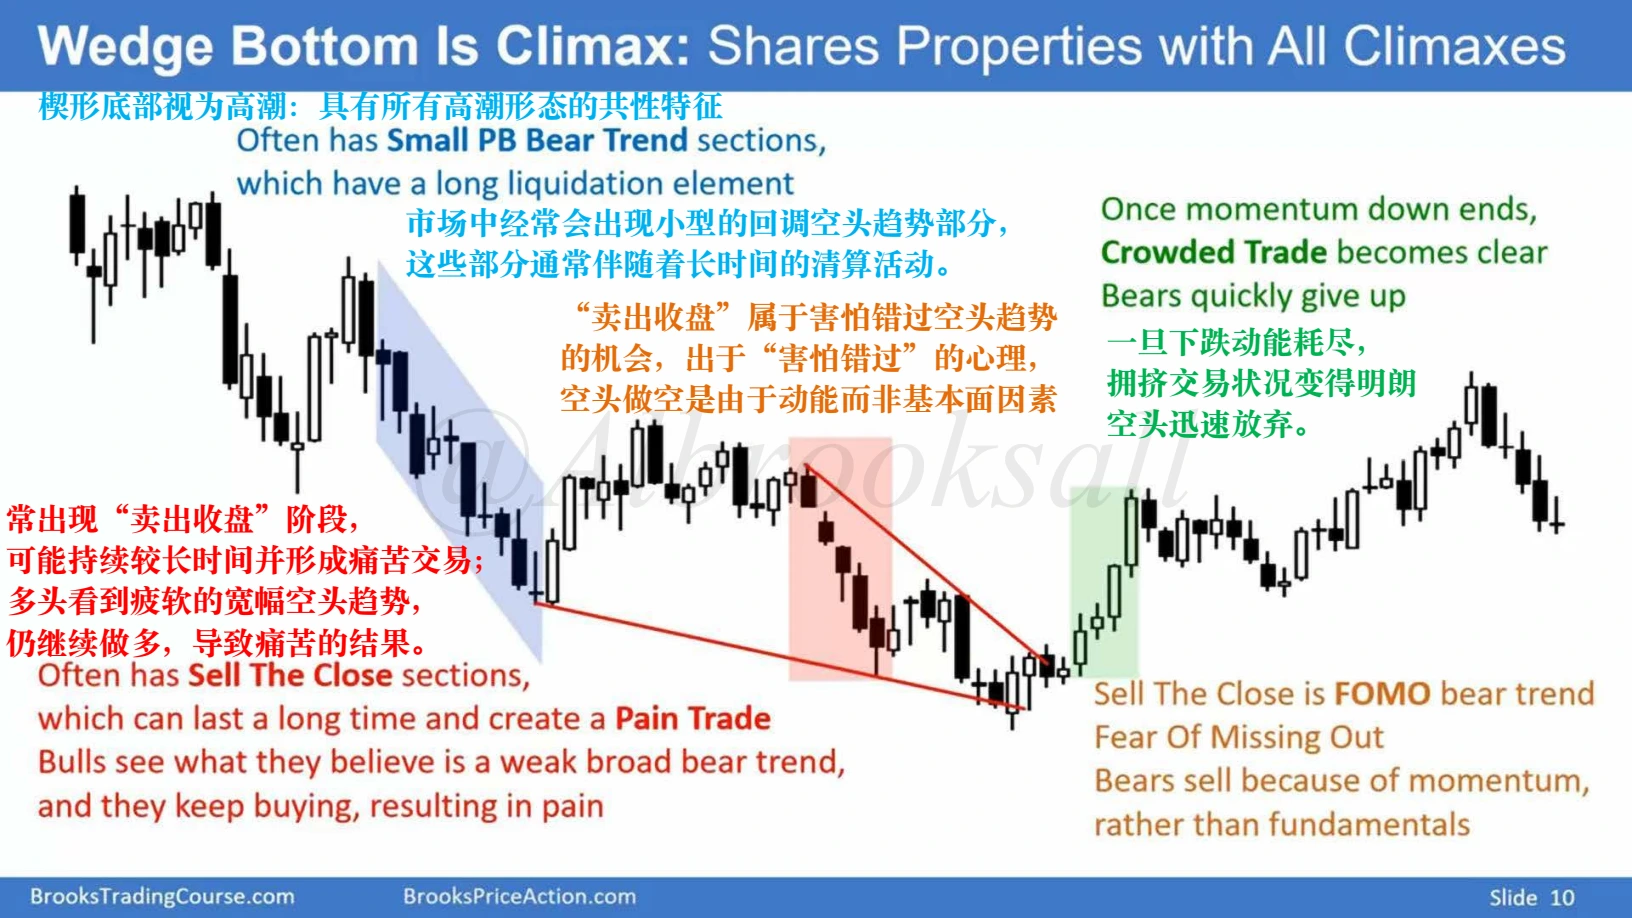 Wedge Bottom Is Climax: Shares Properties with All Climaxes
楔形底部视为高潮：具有所有高潮形态的共性特征
Often has Small PB Bear Trend sections,
which have a long liquidation element
市场中经常会出现小型的回调空头趋势部分，
这些部分通常伴随着长时间的清算活动。
“卖出收盘”属于害怕错过空头趋势
的机会，出于“害怕错过”的心理，
空头做空是由于动能而非基本面因素
Once momentum down ends,
Crowded Trade becomes clear
Bears quickly give up
一旦下跌动能耗尽，
拥挤交易状况变得明朗
空头迅速放弃。
@Albrooksall
常出现“卖出收盘”阶段，
可能持续较长时间并形成痛苦交易；
多头看到疲软的宽幅空头趋势，
仍继续做多，导致痛苦的结果。
Often has Sell The Close sections,
which can last a long time and create a Pain Trade
Bulls see what they believe is a weak broad bear trend,
and they keep buying, resulting in pain
Sell The Close is FOMO bear trend
Fear Of Missing Out
Bears sell because of momentum,
rather than fundamentals
BrooksTradingCourse.com
BrooksPriceAction.com
Slide 10